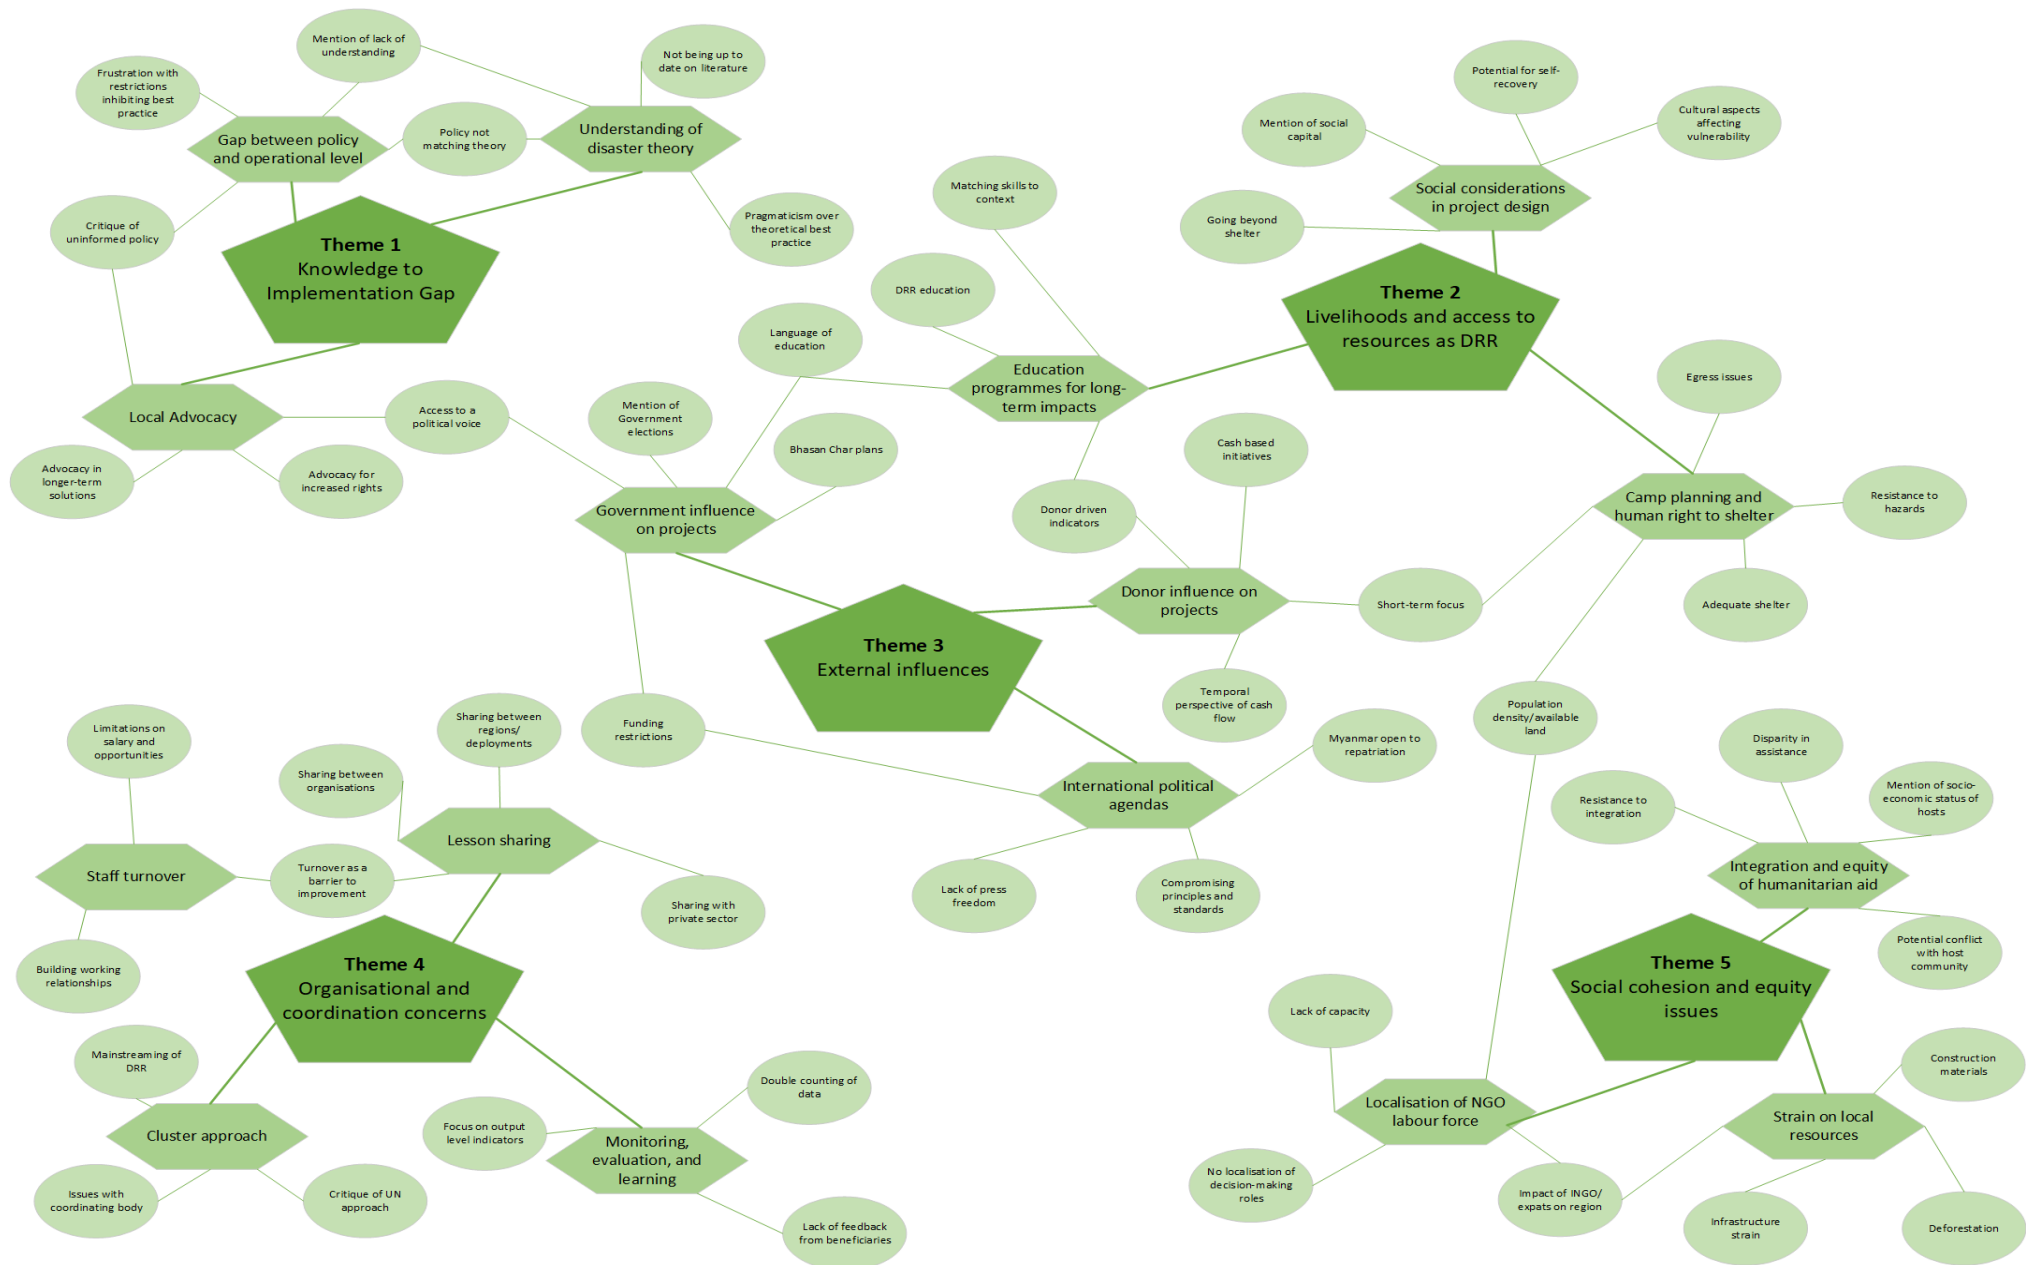 Mention of lack of
understanding
Not being up to
date on literature
Frustration with
restrictions
inhibiting best
practice
Gap between policy
and operational level
Policy not
matching theory
Understanding of
disaster theory
Critique of
uninformed policy
Pragmaticism over
theoretical best
practice
Theme 1
Knowledge to
Implementation Gap
Local Advocacy
Access to a
political voice
Advocacy in
longer-term
solutions
Advocacy for
increased rights
Potential for self-
recovery
Mention of social
capital
Cultural aspects
affecting
vulnerability
Social considerations
in project design
Going beyond
shelter
Matching skills to
context
DRR education
Language of
education
Education
programmes for long-
term impacts
Theme 2
Livelihoods and access to
resources as DRR
Egress issues
Camp planning and
human right to shelter
Resistance to
hazards
Adequate shelter
Short-term focus
Population
density/available
land
Mention of
Government
elections
Bhasan Char plans
Government influence
on projects
Cash based
initiatives
Donor driven
indicators
Donor influence on
projects
Temporal
perspective of cash
flow
Theme 3
External influences
Funding
restrictions
Myanmar open to
repatriation
International political
agendas
Lack of press
freedom
Compromising
principles and
standards
Limitations on
salary and
opportunities
Sharing between
regions/
deployments
Sharing between
organisations
Lesson sharing
Staff turnover
Turnover as a
barrier to
improvement
Sharing with
private sector
Building working
relationships
Theme 4
Organisational and
coordination concerns
Mainstreaming of
DRR
Cluster approach
Issues with
coordinating body
Critique of UN
approach
Focus on output
level indicators
Double counting of
data
Monitoring,
evaluation, and
learning
Lack of feedback
from beneficiaries
Disparity in
assistance
Resistance to
integration
Mention of socio-
economic status of
hosts
Integration and equity
of humanitarian aid
Potential conflict
with host
community
Theme 5
Social cohesion and equity
issues
Lack of capacity
Localisation of NGO
labour force
No localisation of
decision-making
roles
Impact of INGO/
expats on region
Construction
materials
Strain on local
resources
Infrastructure
strain
Deforestation